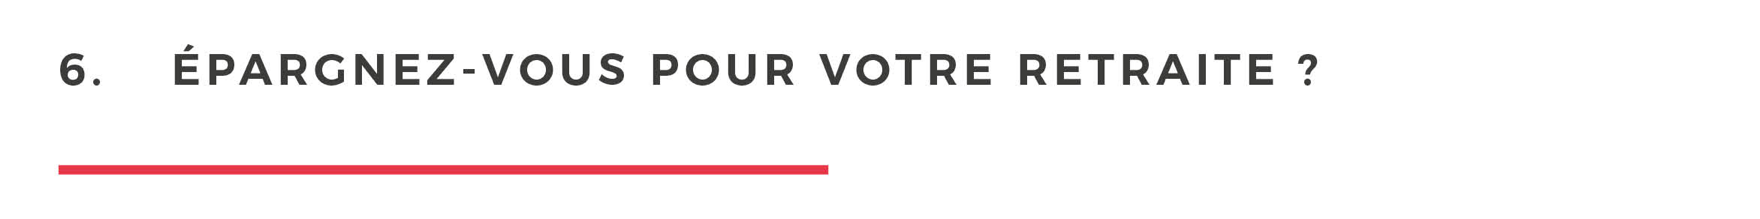 6. ÉPARGNEZ-VOUS POUR VOTRE RETRAITE ?